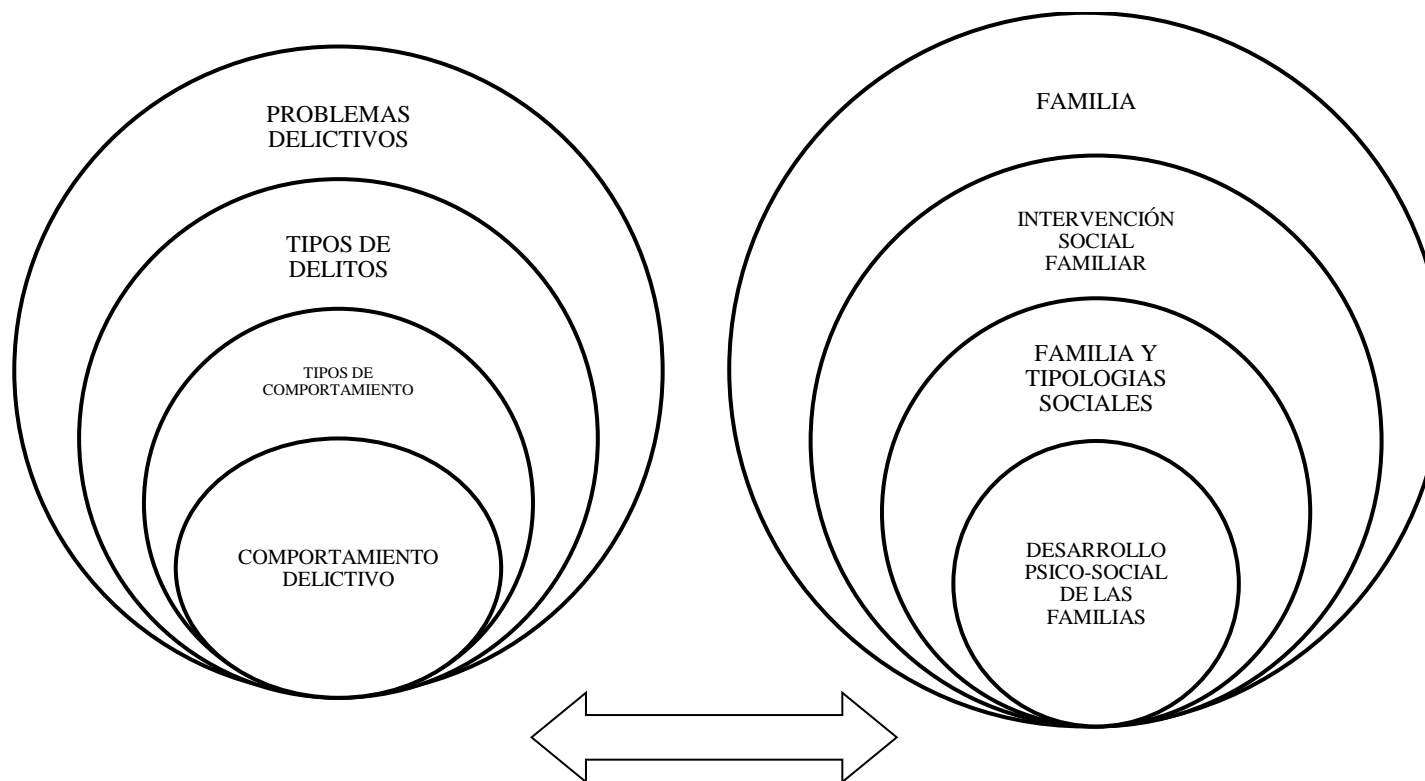 PROBLEMAS
DELICTIVOS
TIPOS DE
DELITOS
TIPOS DE
COMPORTAMIENTO
COMPORTAMIENTO
DELICTIVO
FAMILIA
INTERVENCIÓN
SOCIAL
FAMILIAR
FAMILIA Y
TIPOLOGIAS
SOCIALES
DESARROLLO
PSICO-SOCIAL
DE LAS
FAMILIAS